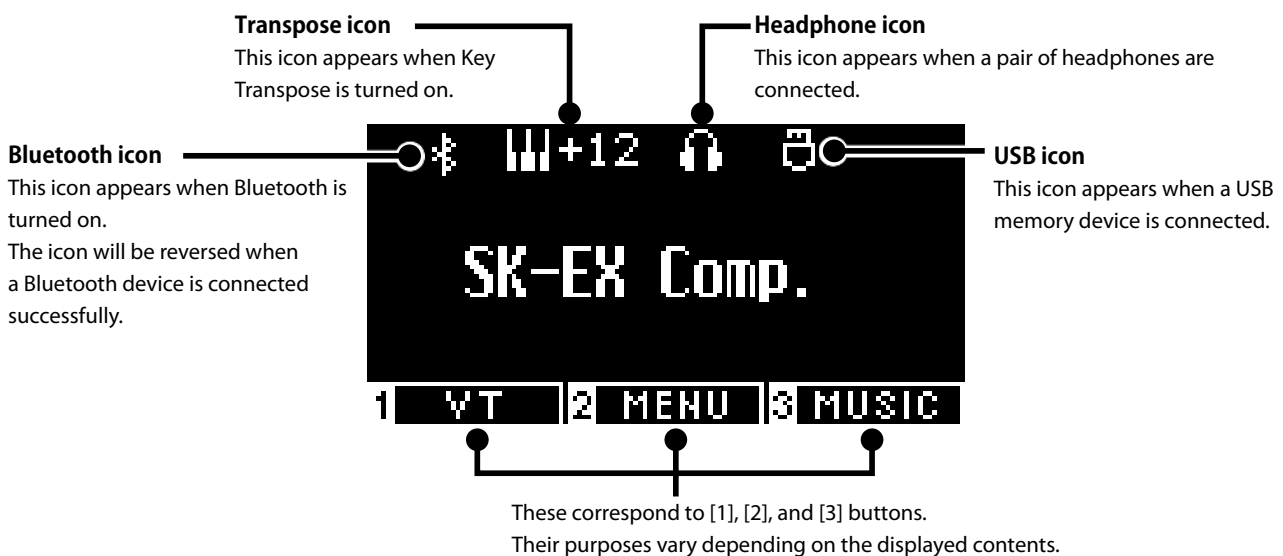 Transpose icon
This icon appears when Key
Transpose is turned on.
Headphone icon
This icon appears when a pair of headphones are
connected.
Bluetooth icon
This icon appears when Bluetooth is
turned on.
The icon will be reversed when
a Bluetooth device is connected
successfully.
+12
USB icon
This icon appears when a USB
memory device is connected.
SK-EX Comp.
1 VT 2 MENU 3 MUSIC
These correspond to [1], [2], and [3] buttons.
Their purposes vary depending on the displayed contents.